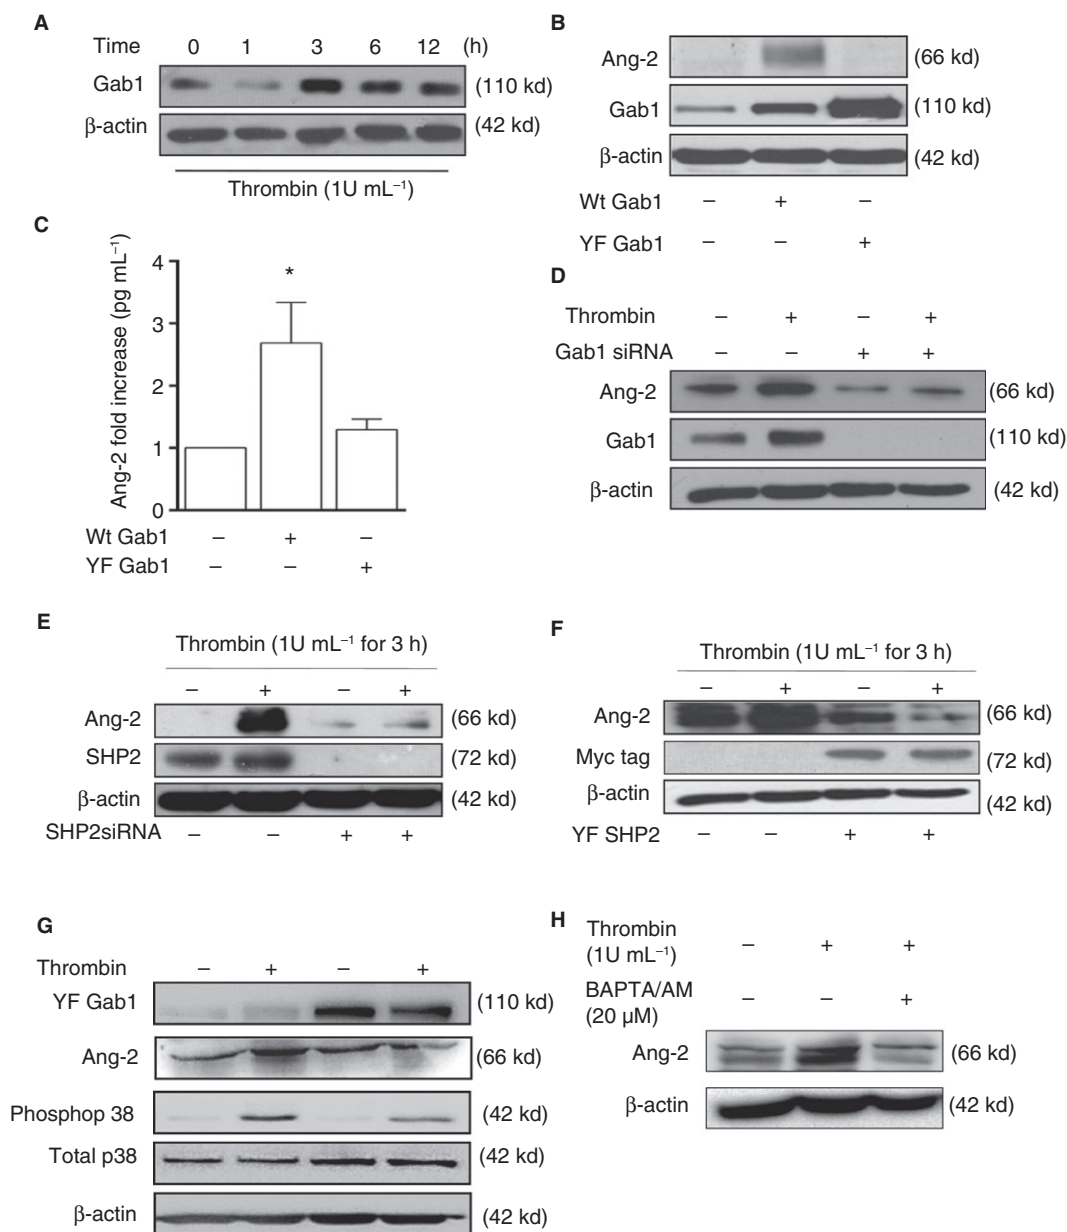 A
Time 0 1 3 6 12 (h)
Gab1 (110 kd)
β-actin (42 kd)
Thrombin (1U mL⁻¹)
B
Ang-2 (66 kd)
Gab1 (110 kd)
β-actin (42 kd)
Wt Gab1 – + –
YF Gab1 – – +
C
Ang-2 fold increase (pg mL⁻¹)
4
*
3
2
1
0
Wt Gab1 – + –
YF Gab1 – – +
D
Thrombin – + – +
Gab1 siRNA – – + +
Ang-2 (66 kd)
Gab1 (110 kd)
β-actin (42 kd)
E
Thrombin (1U mL⁻¹ for 3 h)
– + – +
Ang-2 (66 kd)
SHP2 (72 kd)
β-actin (42 kd)
SHP2siRNA – – + +
F
Thrombin (1U mL⁻¹ for 3 h)
– + – +
Ang-2 (66 kd)
Myc tag (72 kd)
β-actin (42 kd)
YF SHP2 – – + +
G
Thrombin – + – +
YF Gab1 (110 kd)
Ang-2 (66 kd)
Phosphop 38 (42 kd)
Total p38 (42 kd)
β-actin (42 kd)
H
Thrombin
(1U mL⁻¹) – + +
BAPTA/AM
(20 µM) – – +
Ang-2 (66 kd)
β-actin (42 kd)